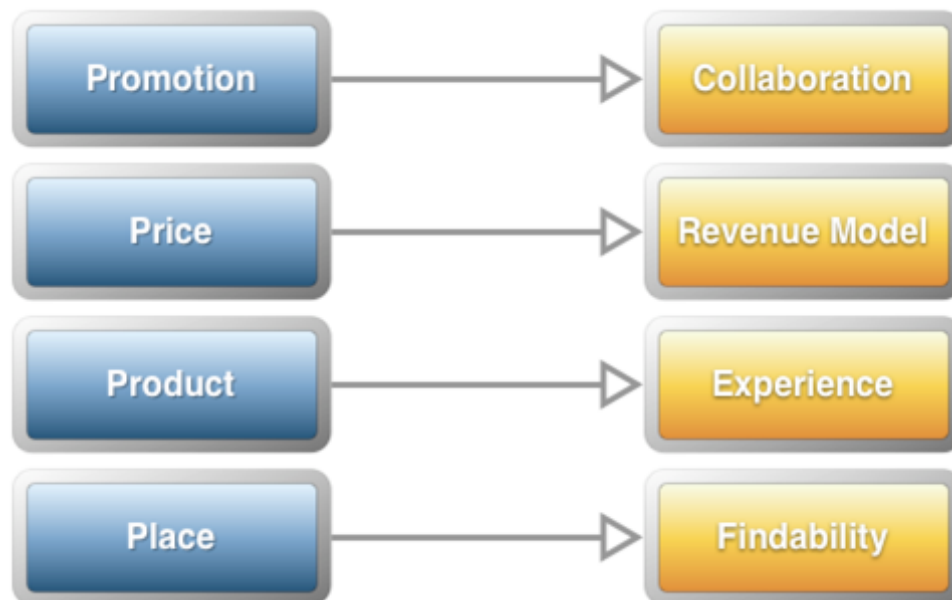 Promotion
Collaboration
Price
Revenue Model
Product
Experience
Place
Findability